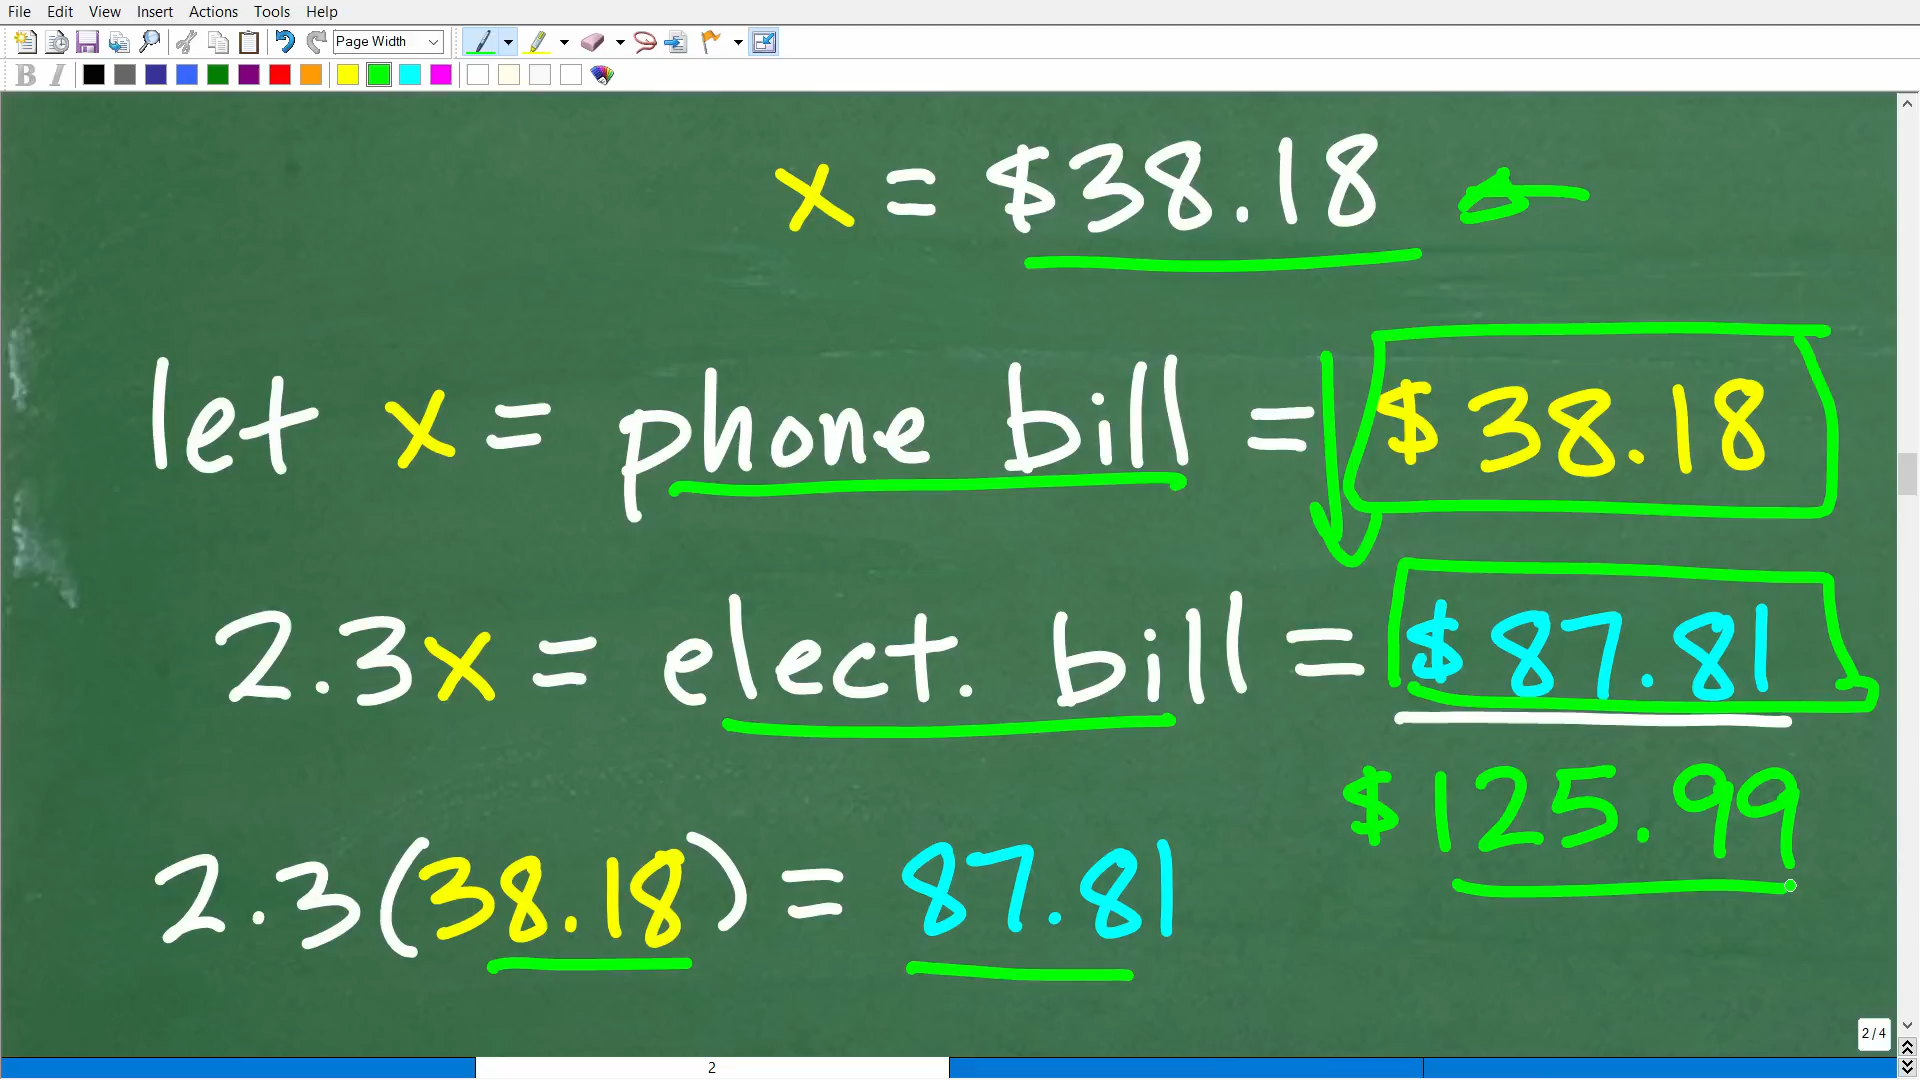 File Edit View Insert Actions Tools Help
Page Width
B I
x = $38.18
let x = phone bill = $38.18
2.3x = elect. bill = $87.81
$125.99
2.3(38.18) = 87.81
2/4
2